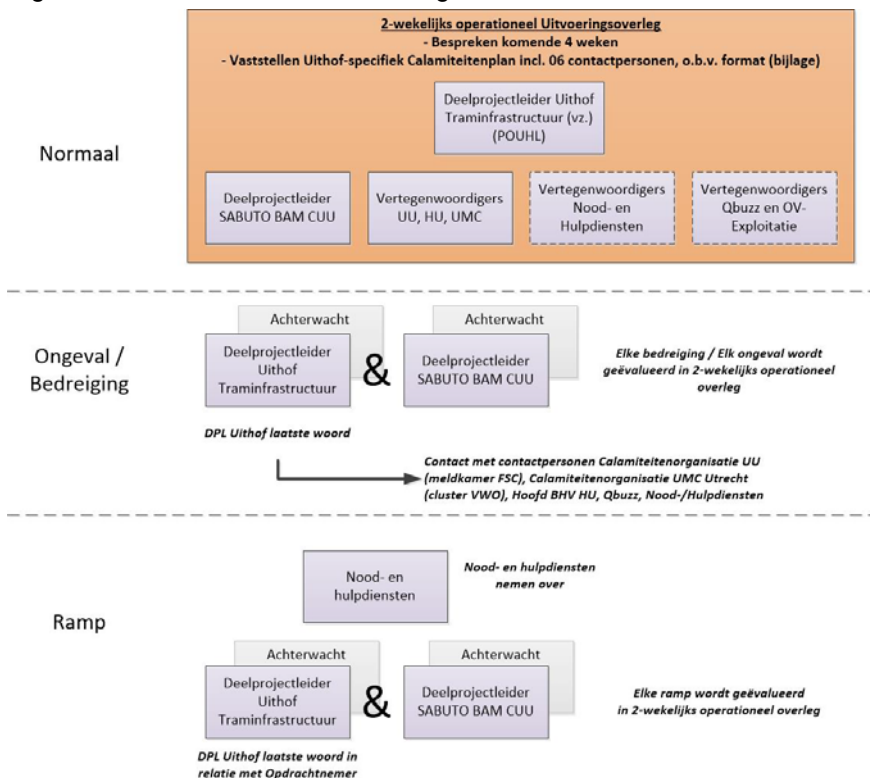 2-wekelijks operationeel Uitvoeringsoverleg
- Bespreken komende 4 weken
- Vaststellen Uithof-specifiek Calamiteitenplan incl. 06 contactpersonen, o.b.v. format (bijlage)
Deelprojectleider Uithof
Traminfrastructuur (vz.)
(POUHL)
Normaal
Deelprojectleider
SABUTO BAM CUU
Vertegenwoordigers
UU, HU, UMC
Vertegenwoordigers
Nood- en
Hulpdiensten
Vertegenwoordigers
Qbuzz en OV-
Exploitatie
Ongeval /
Bedreiging
Achterwacht
Deelprojectleider
Uithof
Traminfrastructuur
&
Achterwacht
Deelprojectleider
SABUTO BAM CUU
Elke bedreiging / Elk ongeval wordt
geëvalueerd in 2-wekelijks operationeel
overleg
DPL Uithof laatste woord
Contact met contactpersonen Calamiteitenorganisatie UU
(meldkamer FSC), Calamiteitenorganisatie UMC Utrecht
(cluster VWO), Hoofd BHV HU, Qbuzz, Nood-/Hulpdiensten
Ramp
Nood- en
hulpdiensten
Nood- en hulpdiensten
nemen over
Achterwacht
Deelprojectleider
Uithof
Traminfrastructuur
&
Achterwacht
Deelprojectleider
SABUTO BAM CUU
Elke ramp wordt geëvalueerd
in 2-wekelijks operationeel overleg
DPL Uithof laatste woord in
relatie met Opdrachtnemer